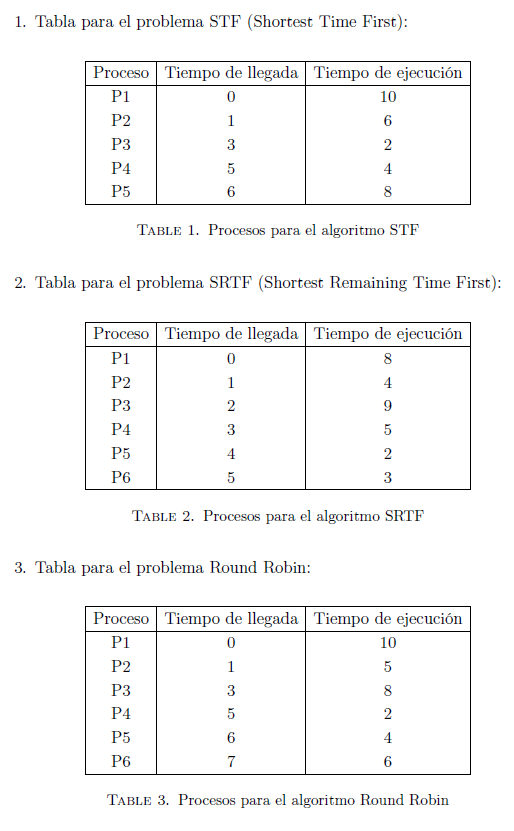 1. Tabla para el problema STF (Shortest Time First):
Proceso Tiempo de llegada Tiempo de ejecución
P1 0 10
P2 1 6
P3 3 2
P4 5 4
P5 6 8
TABLE 1. Procesos para el algoritmo STF
2. Tabla para el problema SRTF (Shortest Remaining Time First):
Proceso Tiempo de llegada Tiempo de ejecución
P1 0 8
P2 1 4
P3 2 9
P4 3 5
P5 4 2
P6 5 3
TABLE 2. Procesos para el algoritmo SRTF
3. Tabla para el problema Round Robin:
Proceso Tiempo de llegada Tiempo de ejecución
P1 0 10
P2 1 5
P3 3 8
P4 5 2
P5 6 4
P6 7 6
TABLE 3. Procesos para el algoritmo Round Robin